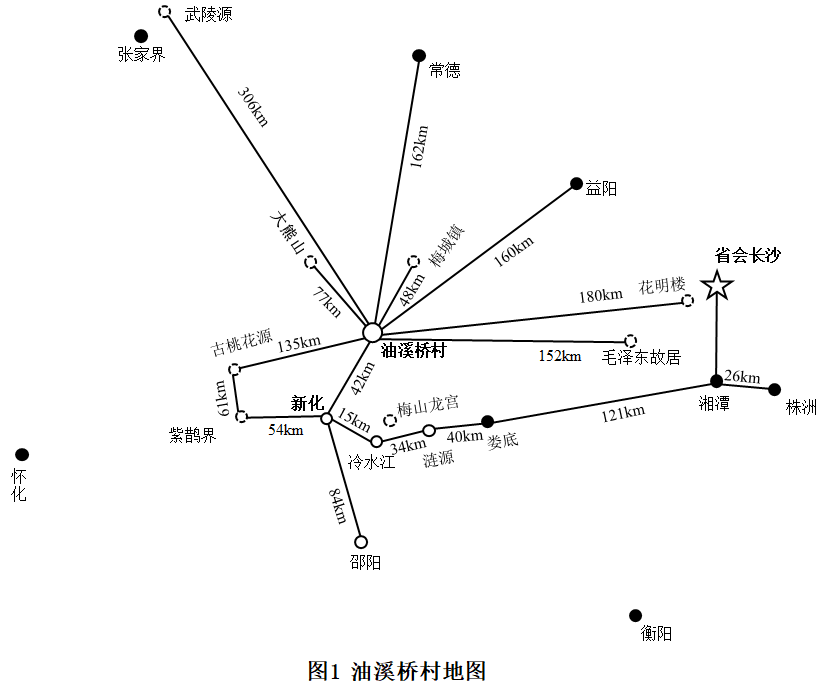 武陵源
张家界
常德
306km
162km
益阳
大熊山
梅城镇
160km
省会长沙
77km
48km
花明楼
180km
古桃花源
135km
油溪桥村
152km
毛泽东故居
61km
42km
26km
新化
15km
梅山龙宫
湘潭
株洲
紫鹊界
54km
121km
冷水江
34km
40km
涟源
娄底
怀
化
84km
邵阳
衡阳
图1 油溪桥村地图